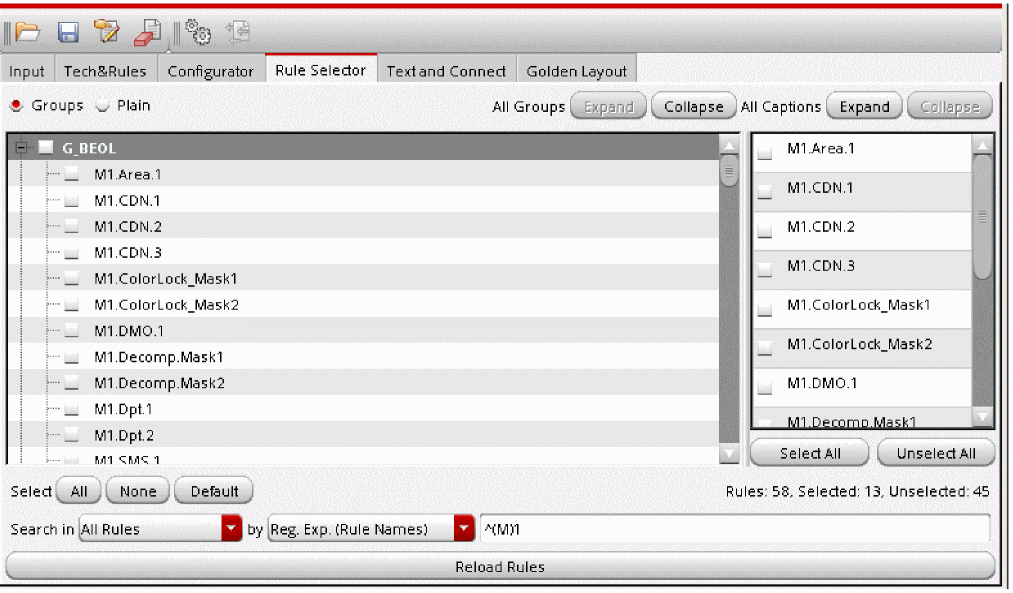 Input Tech&Rules Configurator Rule Selector Text and Connect Golden Layout
Groups Plain All Groups Expand Collapse All Captions Expand Collapse
G_BEOL
M1.Area.1
M1.CDN.1
M1.CDN.2
M1.CDN.3
M1.ColorLock_Mask1
M1.ColorLock_Mask2
M1.DMO.1
M1.Decomp.Mask1
M1.Decomp.Mask2
M1.Dpt.1
M1.Dpt.2
M1.SMS.1
M1.Area.1
M1.CDN.1
M1.CDN.2
M1.CDN.3
M1.ColorLock_Mask1
M1.ColorLock_Mask2
M1.DMO.1
M1.Decomp.Mask1
Select All Unselect All
Select All None Default Rules: 58, Selected: 13, Unselected: 45
Search in All Rules by Reg. Exp. (Rule Names) ^(M)1
Reload Rules